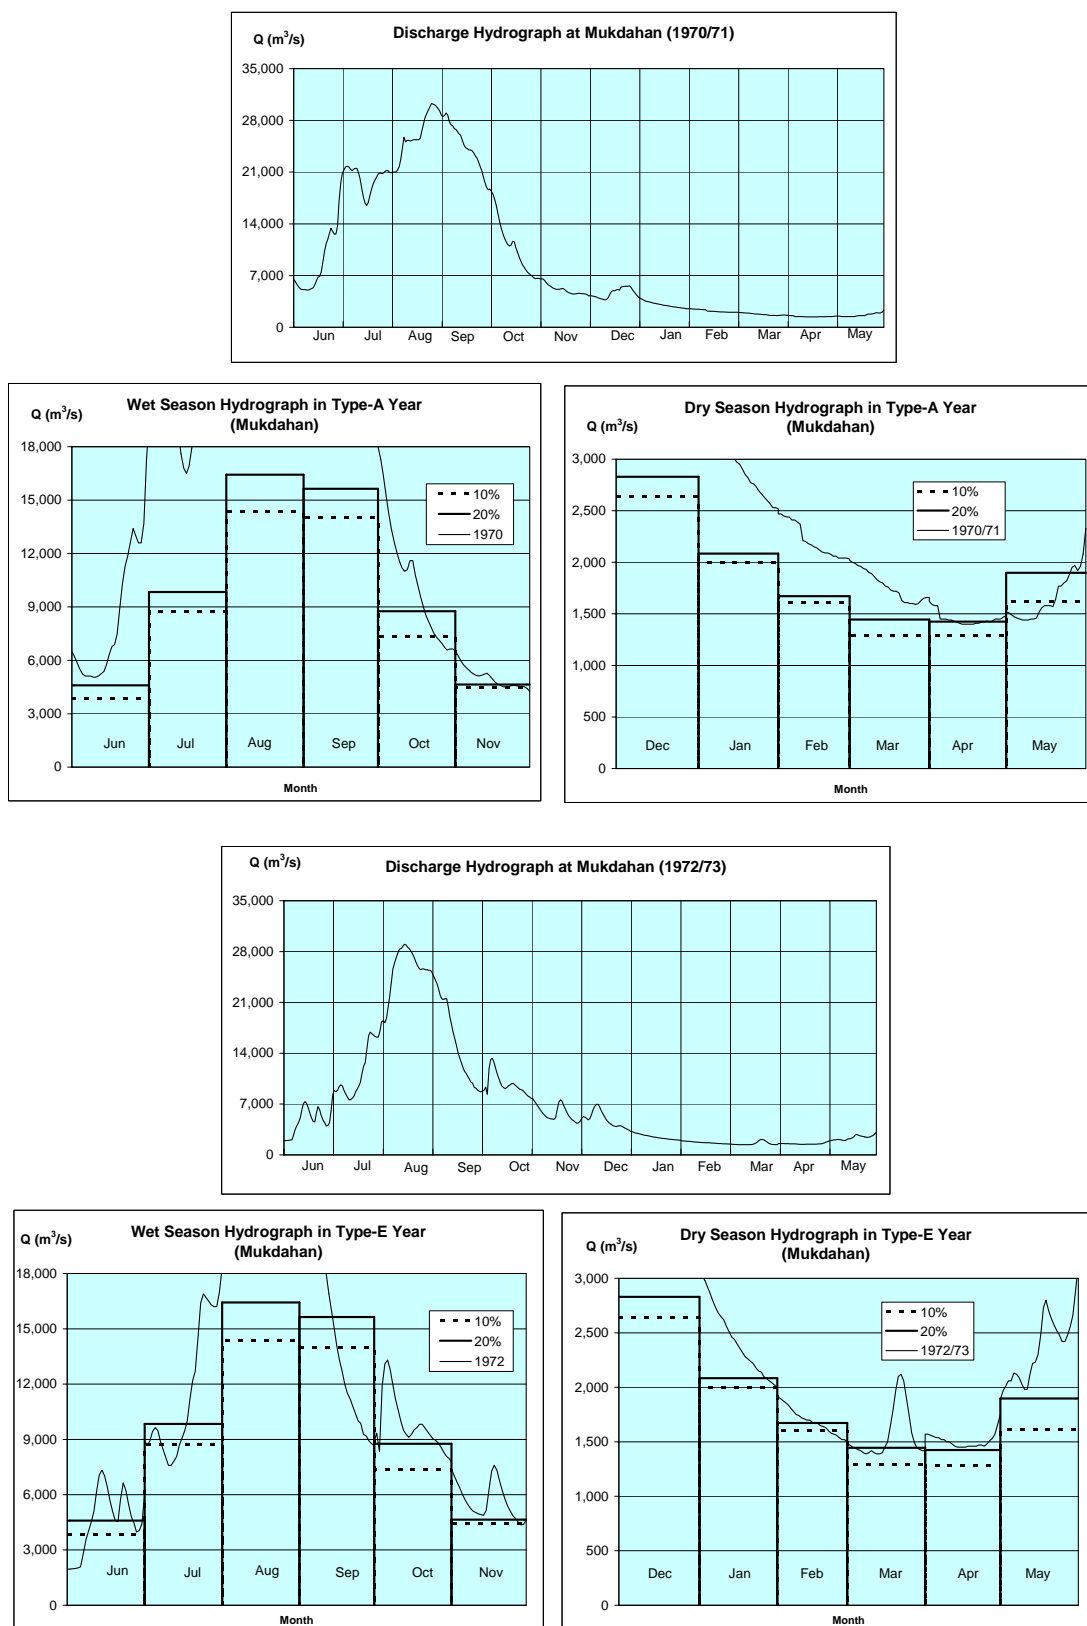 Discharge Hydrograph at Mukdahan (1970/71)
Q (m³/s)
35,000
28,000
21,000
14,000
7,000
0
Jun Jul Aug Sep Oct Nov Dec Jan Feb Mar Apr May
Wet Season Hydrograph in Type-A Year
(Mukdahan)
Q (m³/s)
18,000
15,000
12,000
9,000
6,000
3,000
0
10%
20%
1970
Jun Jul Aug Sep Oct Nov
Month
Dry Season Hydrograph in Type-A Year
(Mukdahan)
Q (m³/s)
3,000
2,500
2,000
1,500
1,000
500
0
10%
20%
1970/71
Dec Jan Feb Mar Apr May
Month
Discharge Hydrograph at Mukdahan (1972/73)
Q (m³/s)
35,000
28,000
21,000
14,000
7,000
0
Jun Jul Aug Sep Oct Nov Dec Jan Feb Mar Apr May
Wet Season Hydrograph in Type-E Year
(Mukdahan)
Q (m³/s)
18,000
15,000
12,000
9,000
6,000
3,000
0
10%
20%
1972
Jun Jul Aug Sep Oct Nov
Month
Dry Season Hydrograph in Type-E Year
(Mukdahan)
Q (m³/s)
3,000
2,500
2,000
1,500
1,000
500
0
10%
20%
1972/73
Dec Jan Feb Mar Apr May
Month